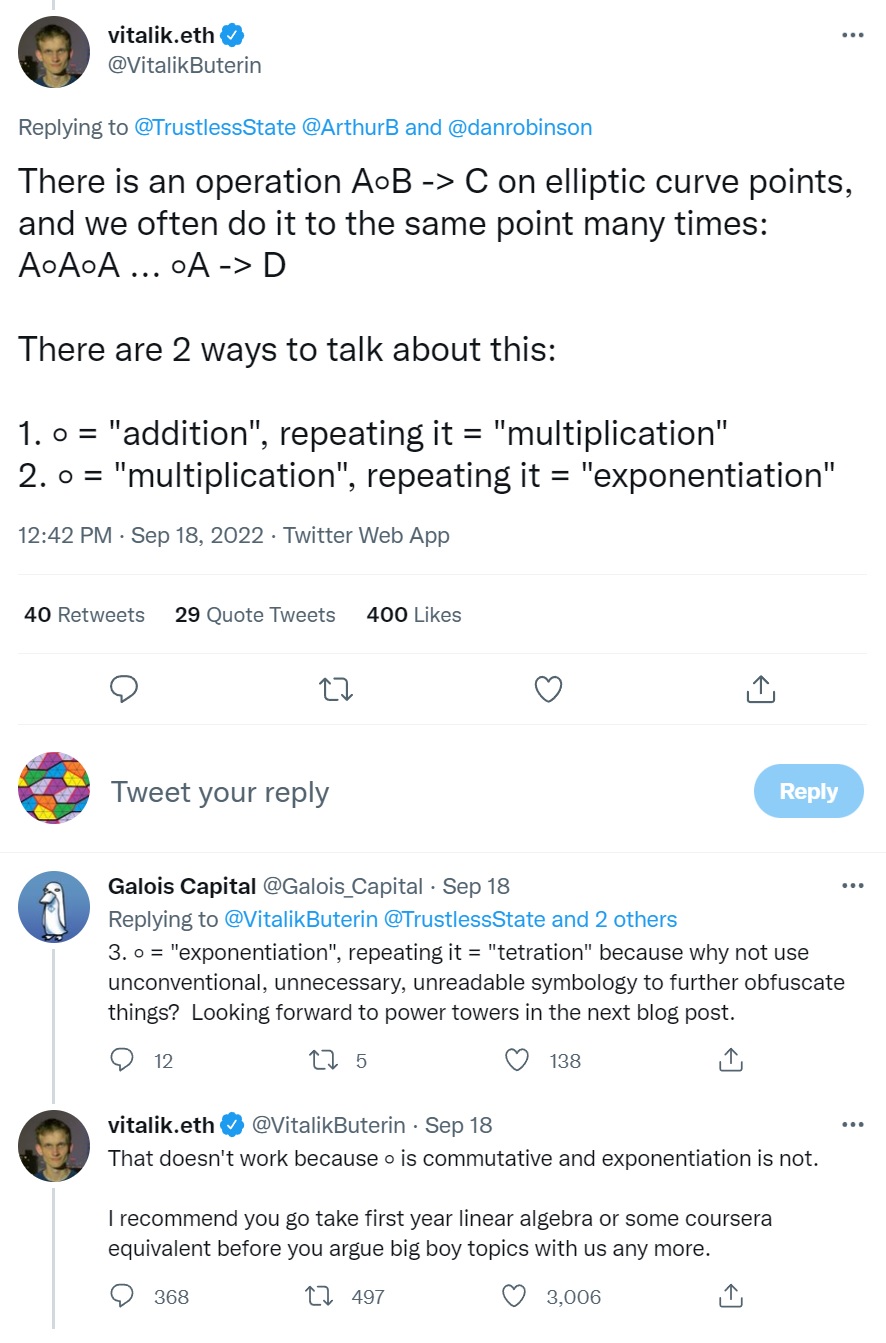 vitalik.eth
@VitalikButerin
Replying to @TrustlessState @ArthurB and @danrobinson
There is an operation A∘B -> C on elliptic curve points,
and we often do it to the same point many times:
A∘A∘A ... ∘A -> D
There are 2 ways to talk about this:
1. ∘ = "addition", repeating it = "multiplication"
2. ∘ = "multiplication", repeating it = "exponentiation"
12:42 PM · Sep 18, 2022 · Twitter Web App
40 Retweets 29 Quote Tweets 400 Likes
Tweet your reply
Reply
Galois Capital @Galois_Capital · Sep 18
Replying to @VitalikButerin @TrustlessState and 2 others
3. ∘ = "exponentiation", repeating it = "tetration" because why not use
unconventional, unnecessary, unreadable symbology to further obfuscate
things?  Looking forward to power towers in the next blog post.
12 5 138
vitalik.eth @VitalikButerin · Sep 18
That doesn't work because ∘ is commutative and exponentiation is not.
I recommend you go take first year linear algebra or some coursera
equivalent before you argue big boy topics with us any more.
368 497 3,006